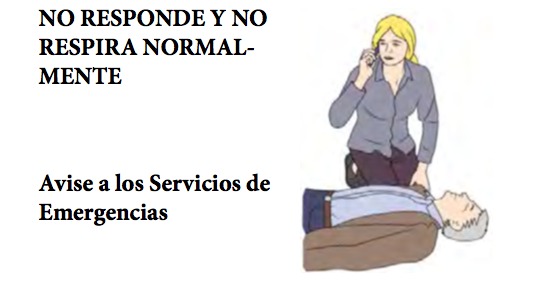 NO RESPONDE Y NO
RESPIRA NORMAL-
MENTE
Avise a los Servicios de
Emergencias